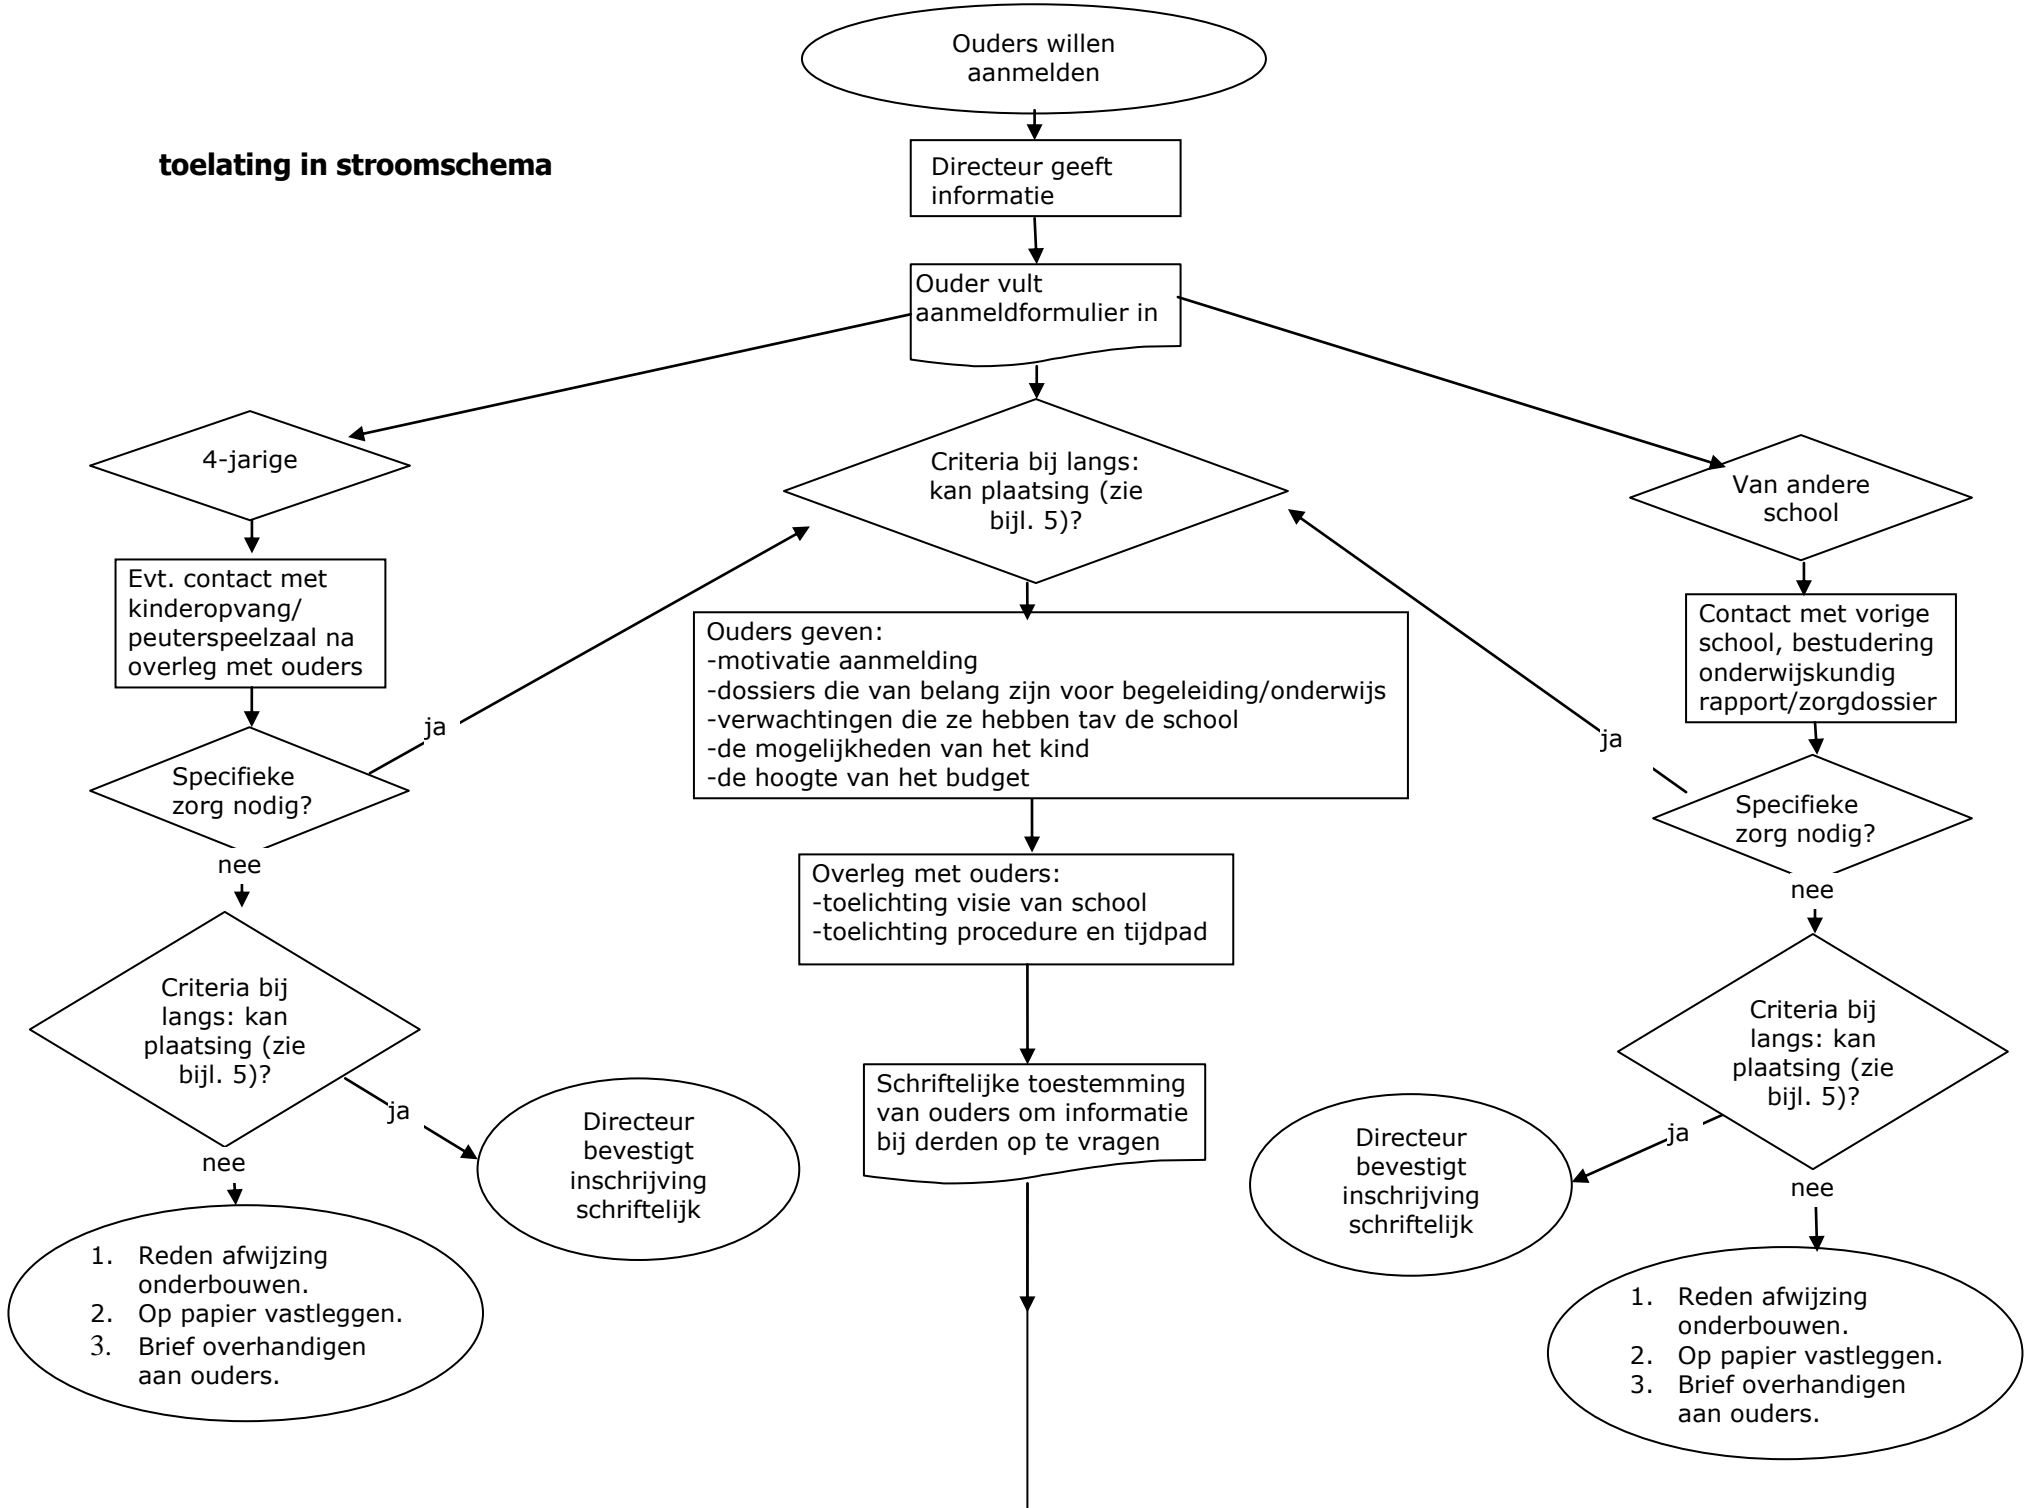 Ouders willen
aanmelden
toelating in stroomschema
Directeur geeft
informatie
Ouder vult
aanmeldformulier in
4-jarige
Criteria bij langs:
kan plaatsing (zie
bijl. 5)?
Van andere
school
Evt. contact met
kinderopvang/
peuterspeelzaal na
overleg met ouders
Ouders geven:
-motivatie aanmelding
-dossiers die van belang zijn voor begeleiding/onderwijs
-verwachtingen die ze hebben tav de school
-de mogelijkheden van het kind
-de hoogte van het budget
Contact met vorige
school, bestudering
onderwijskundig
rapport/zorgdossier
ja
ja
Specifieke
zorg nodig?
nee
Specifieke
zorg nodig?
nee
Overleg met ouders:
-toelichting visie van school
-toelichting procedure en tijdpad
Criteria bij
langs: kan
plaatsing (zie
bijl. 5)?
ja
nee
Directeur
bevestigt
inschrijving
schriftelijk
Schriftelijke toestemming
van ouders om informatie
bij derden op te vragen
Directeur
bevestigt
inschrijving
schriftelijk
Criteria bij
langs: kan
plaatsing (zie
bijl. 5)?
ja
nee
1. Reden afwijzing
onderbouwen.
2. Op papier vastleggen.
3. Brief overhandigen
aan ouders.
1. Reden afwijzing
onderbouwen.
2. Op papier vastleggen.
3. Brief overhandigen
aan ouders.